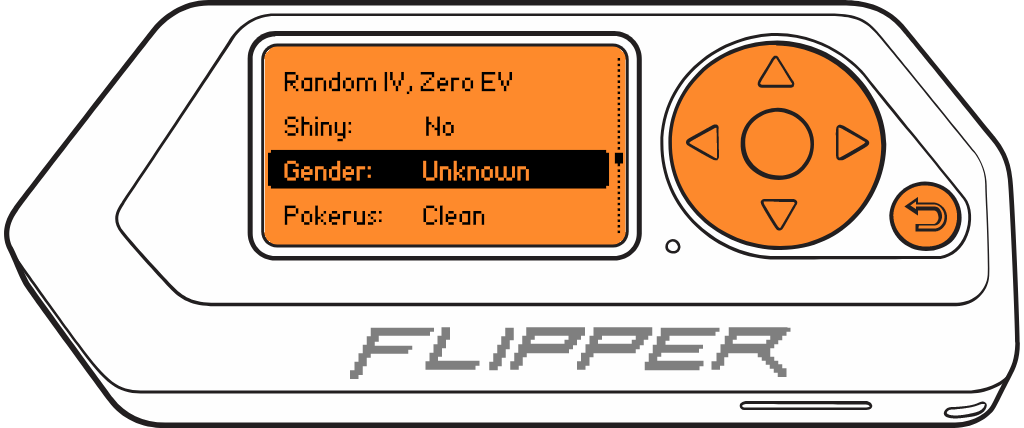 Random IV, Zero EV
Shiny: No
Gender: Unknown
Pokerus: Clean
FLIPPER